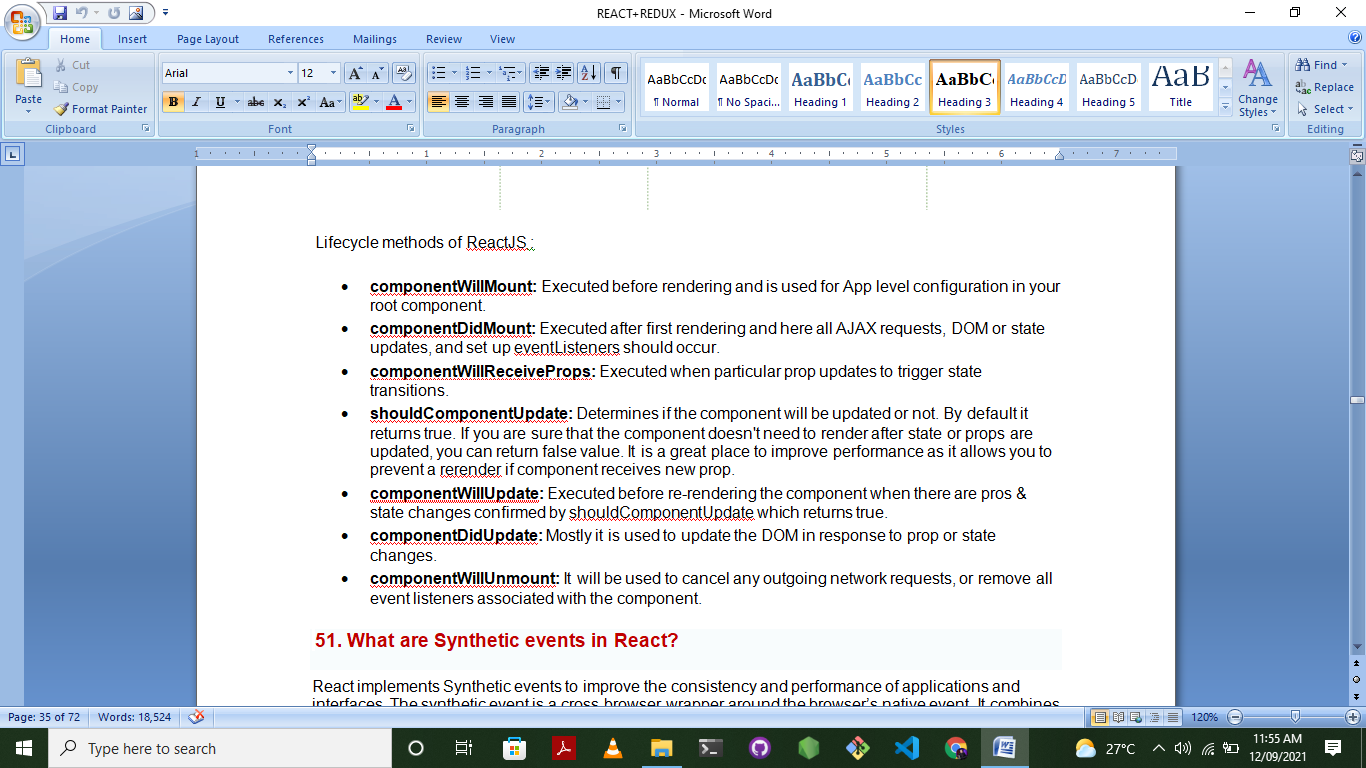 REACT+REDUX - Microsoft Word
Home Insert Page Layout References Mailings Review View
Paste
Cut
Copy
Format Painter
Clipboard
Arial 12
B I U abc x₂ x² Aa
Font
Paragraph
AaBbCcDc AaBbCcDc AaBbC AaBbCc AaBbC AaBbCcD AaBbCcD AaB
¶ Normal ¶ No Spaci... Heading 1 Heading 2 Heading 3 Heading 4 Heading 5 Title
Styles
Change
Styles
Find
Replace
Select
Editing
1 1 2 3 4 5 6 7
Lifecycle methods of ReactJS :
• componentWillMount: Executed before rendering and is used for App level configuration in your
root component.
• componentDidMount: Executed after first rendering and here all AJAX requests, DOM or state
updates, and set up eventListeners should occur.
• componentWillReceiveProps: Executed when particular prop updates to trigger state
transitions.
• shouldComponentUpdate: Determines if the component will be updated or not. By default it
returns true. If you are sure that the component doesn't need to render after state or props are
updated, you can return false value. It is a great place to improve performance as it allows you to
prevent a rerender if component receives new prop.
• componentWillUpdate: Executed before re-rendering the component when there are pros &
state changes confirmed by shouldComponentUpdate which returns true.
• componentDidUpdate: Mostly it is used to update the DOM in response to prop or state
changes.
• componentWillUnmount: It will be used to cancel any outgoing network requests, or remove all
event listeners associated with the component.
51. What are Synthetic events in React?
React implements Synthetic events to improve the consistency and performance of applications and
interfaces. The synthetic event is a cross browser wrapper around the browser's native event. It combines
Page: 35 of 72 Words: 18,524 120%
Type here to search
27°C
11:55 AM
12/09/2021